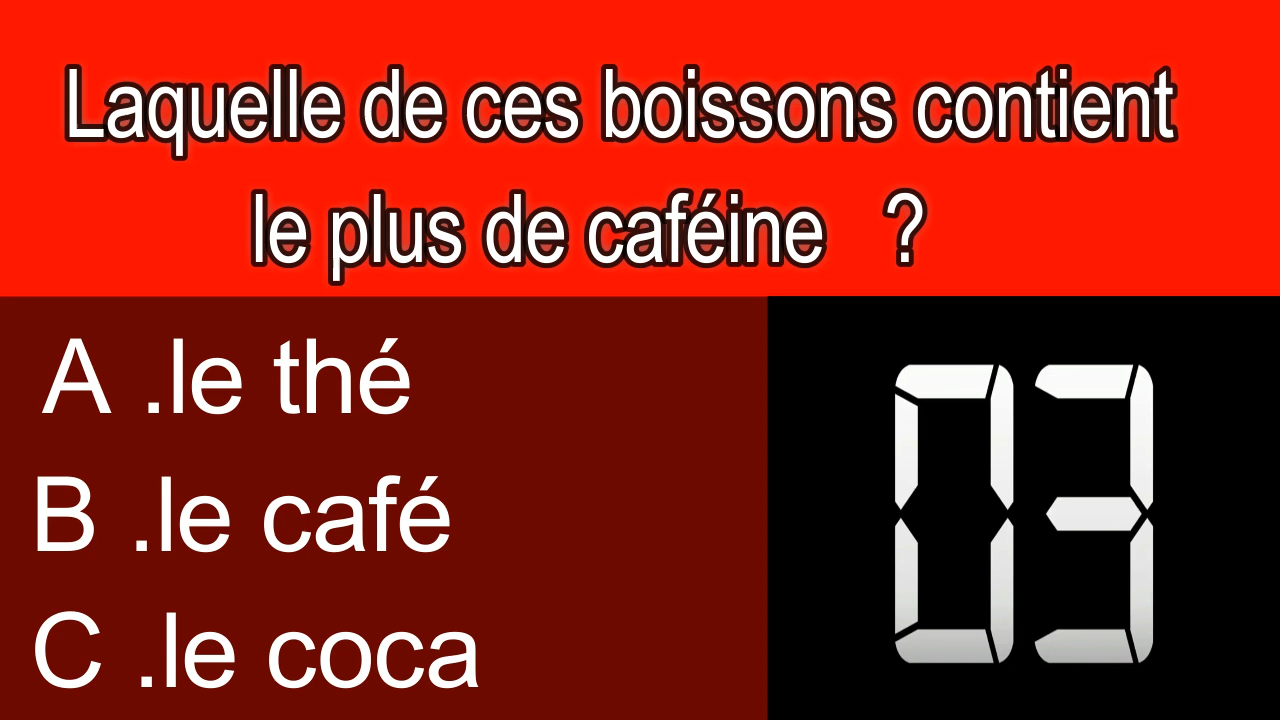 Laquelle de ces boissons contient
le plus de caféine ?
A .le thé
B .le café
C .le coca
03